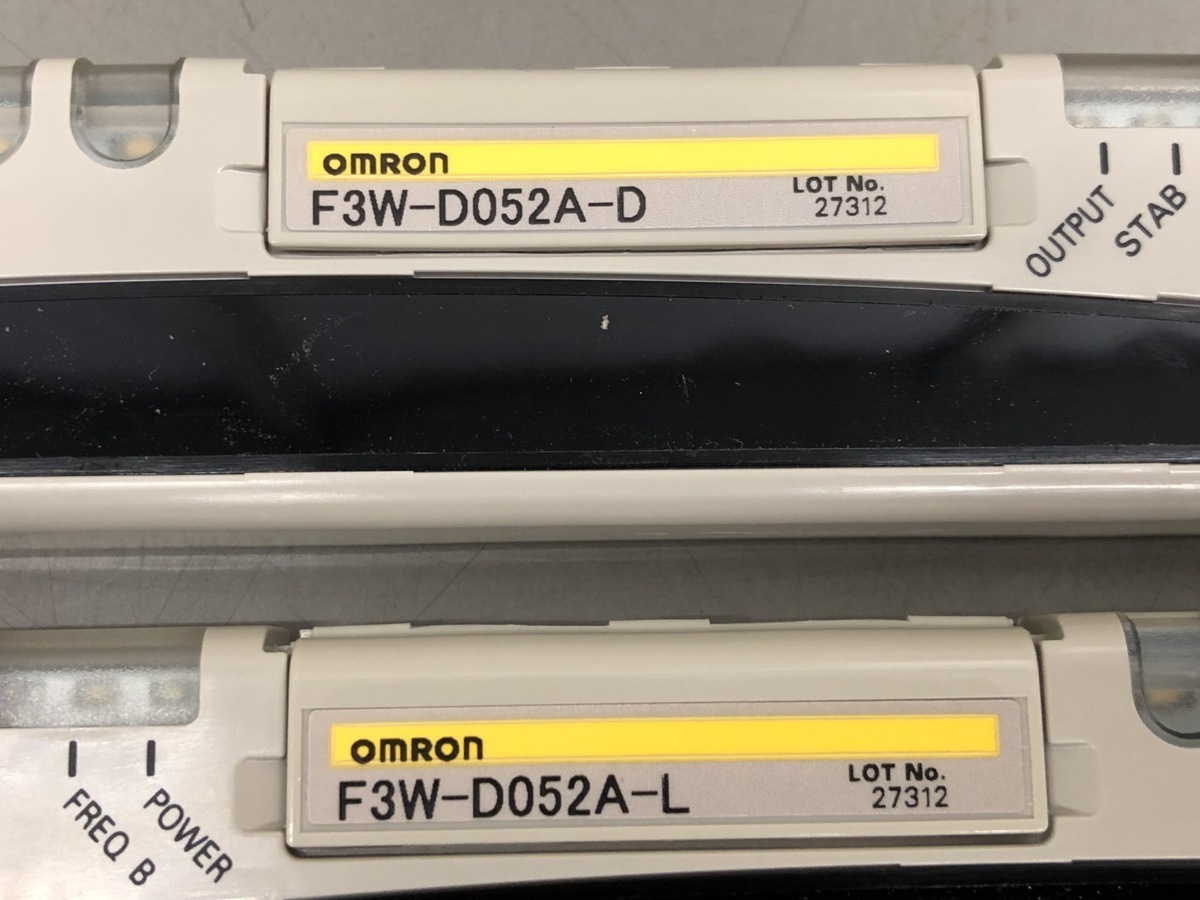 omron
F3W-D052A-D
LOT No.
27312
OUTPUT
STAB
omron
F3W-D052A-L
LOT No.
27312
FREQ B
POWER